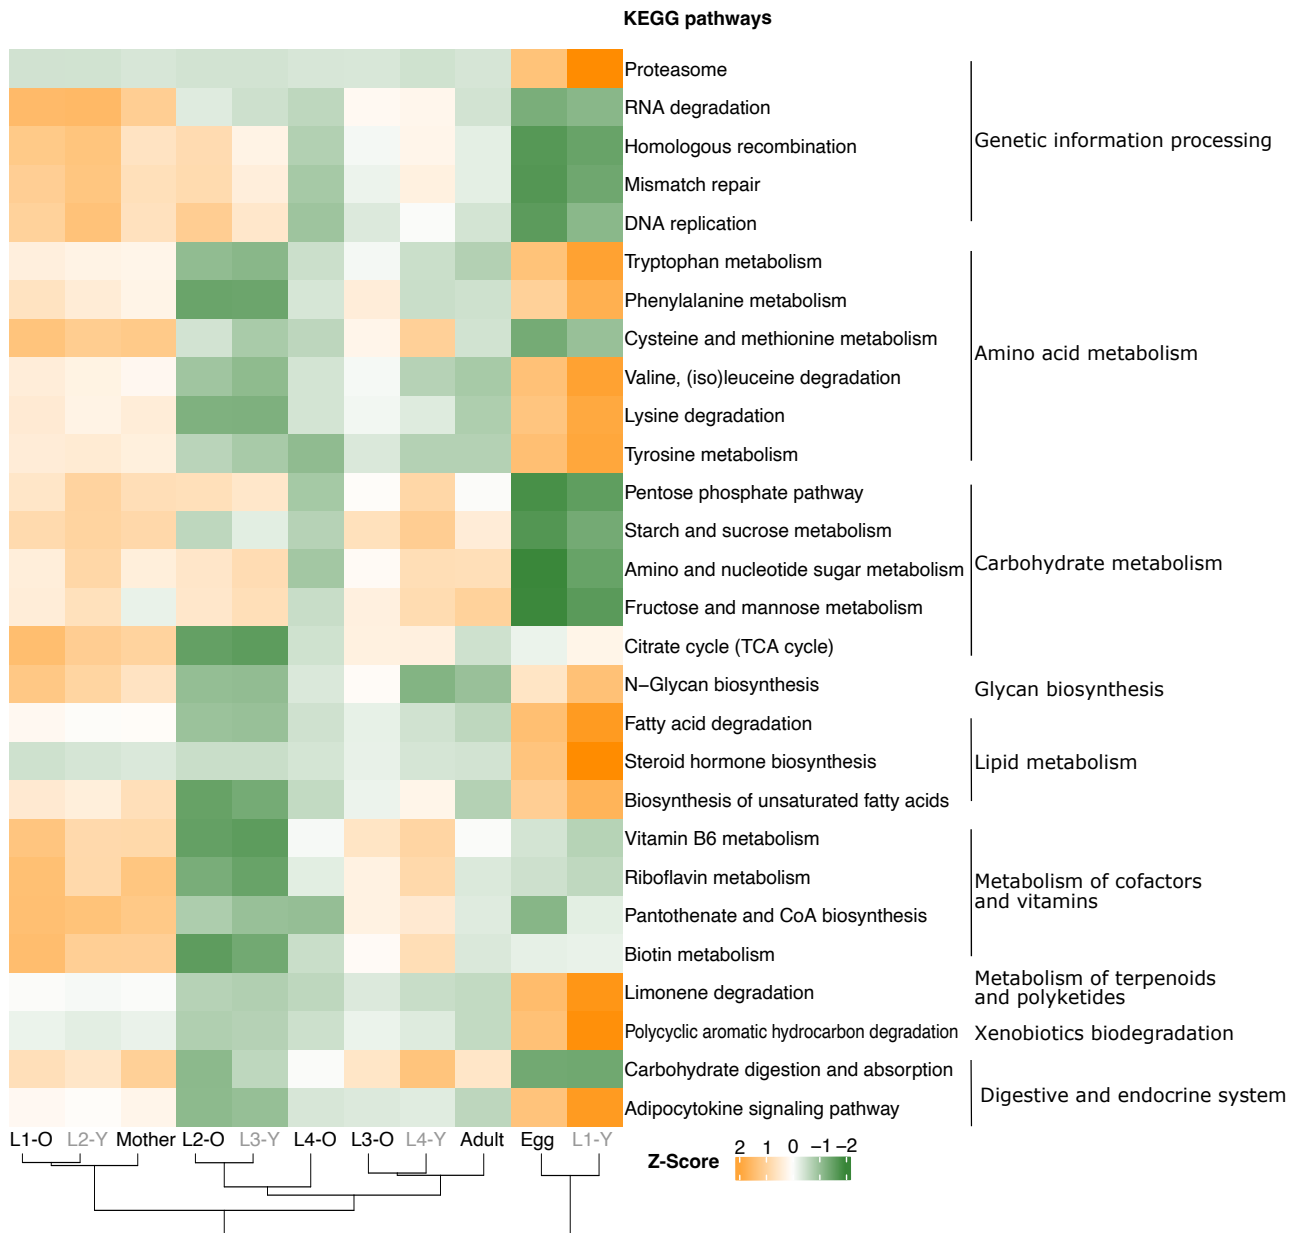 KEGG pathways
Proteasome
RNA degradation
Homologous recombination
Mismatch repair
DNA replication
Genetic information processing
Tryptophan metabolism
Phenylalanine metabolism
Cysteine and methionine metabolism
Valine, (iso)leuceine degradation
Lysine degradation
Tyrosine metabolism
Amino acid metabolism
Pentose phosphate pathway
Starch and sucrose metabolism
Amino and nucleotide sugar metabolism
Fructose and mannose metabolism
Citrate cycle (TCA cycle)
Carbohydrate metabolism
N−Glycan biosynthesis
Glycan biosynthesis
Fatty acid degradation
Steroid hormone biosynthesis
Biosynthesis of unsaturated fatty acids
Lipid metabolism
Vitamin B6 metabolism
Riboflavin metabolism
Pantothenate and CoA biosynthesis
Biotin metabolism
Metabolism of cofactors
and vitamins
Limonene degradation
Metabolism of terpenoids
and polyketides
Polycyclic aromatic hydrocarbon degradation
Xenobiotics biodegradation
Carbohydrate digestion and absorption
Adipocytokine signaling pathway
Digestive and endocrine system
L1-O L2-Y Mother L2-O L3-Y L4-O L3-O L4-Y Adult Egg L1-Y
Z-Score
2 1 0 −1 −2